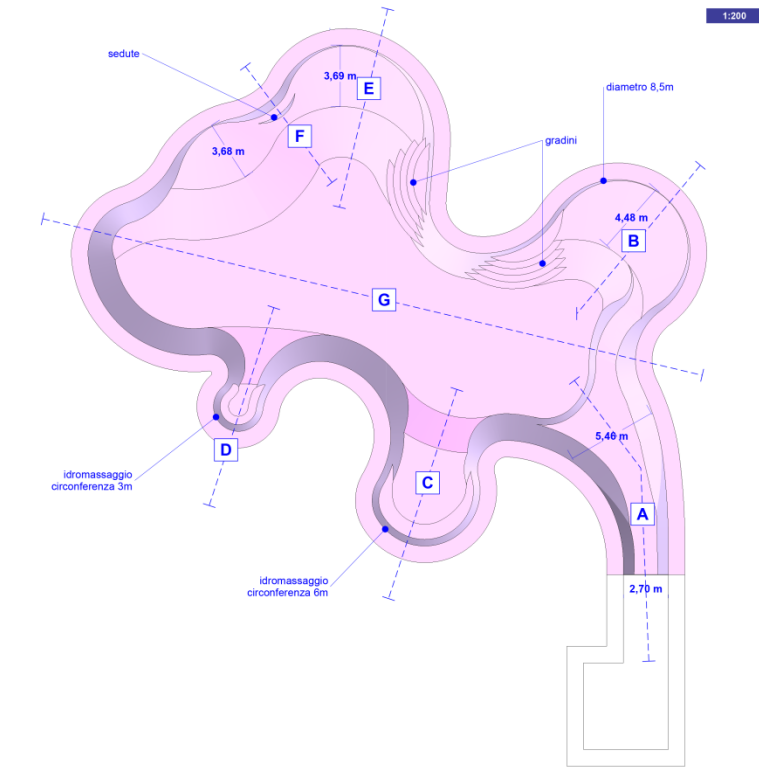 1:200
sedute
3,69 m
E
diametro 8,5m
F
gradini
3,68 m
4,48 m
B
G
5,46 m
D
idromassaggio
circonferenza 3m
C
A
idromassaggio
circonferenza 6m
2,70 m